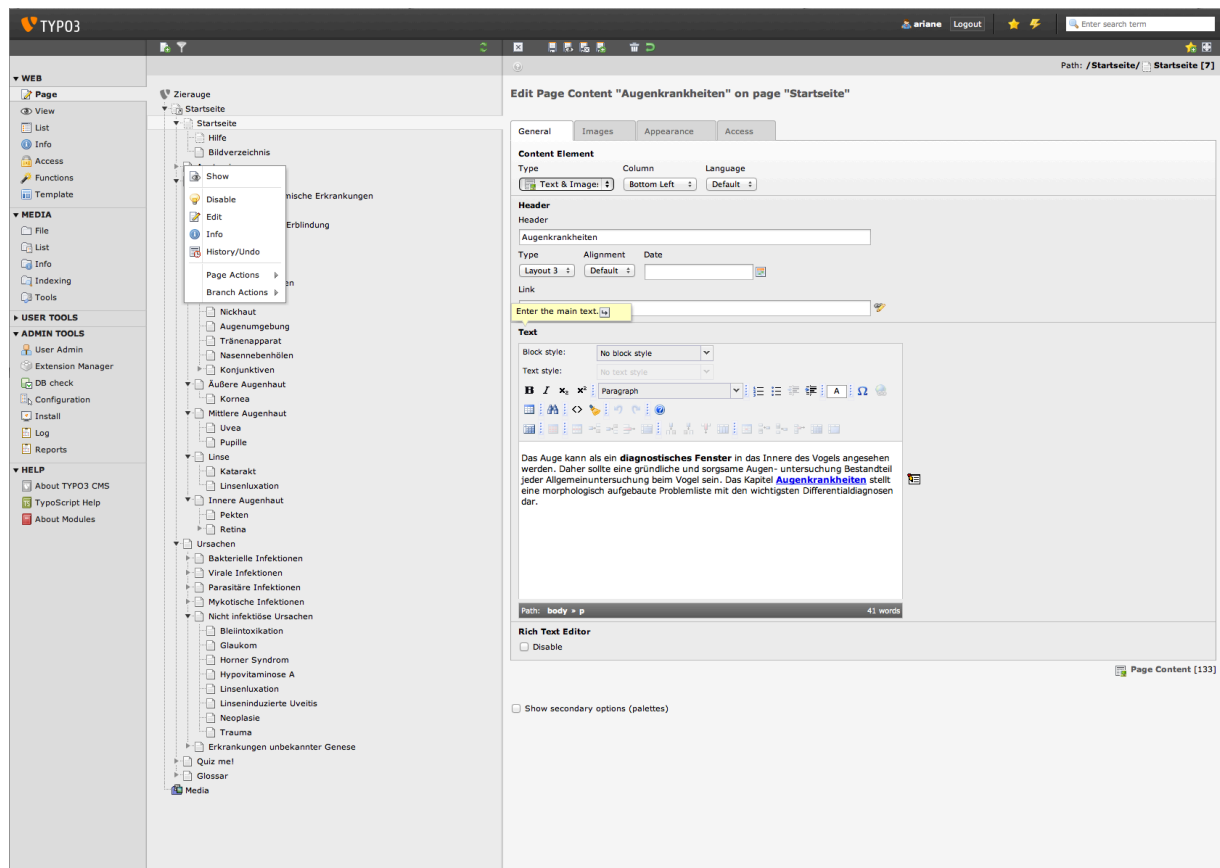 TYPO3
ariane Logout Enter search term
Path: /Startseite/ Startseite [7]
WEB
Page
View
List
Info
Access
Functions
Template
MEDIA
File
List
Info
Indexing
Tools
USER TOOLS
ADMIN TOOLS
User Admin
Extension Manager
DB check
Configuration
Install
Log
Reports
HELP
About TYPO3 CMS
TypoScript Help
About Modules
Zierauge
Startseite
Startseite
Hilfe
Bildverzeichnis
Show
Disable
Edit
Info
History/Undo
Page Actions
Branch Actions
mische Erkrankungen
Erblindung
en
Nickhaut
Augenumgebung
Tränenapparat
Nasennebenhölen
Konjunktiven
Äußere Augenhaut
Kornea
Mittlere Augenhaut
Uvea
Pupille
Linse
Katarakt
Linsenluxation
Innere Augenhaut
Pekten
Retina
Ursachen
Bakterielle Infektionen
Virale Infektionen
Parasitäre Infektionen
Mykotische Infektionen
Nicht infektiöse Ursachen
Bleiintoxikation
Glaukom
Horner Syndrom
Hypovitaminose A
Linsenluxation
Linseninduzierte Uveitis
Neoplasie
Trauma
Erkrankungen unbekannter Genese
Quiz me!
Glossar
Media
Edit Page Content "Augenkrankheiten" on page "Startseite"
General Images Appearance Access
Content Element
Type Column Language
Text & Image: Bottom Left Default
Header
Header
Augenkrankheiten
Type Alignment Date
Layout 3 Default
Link
Enter the main text.
Text
Block style: No block style
Text style: No text style
B I x₂ x² Paragraph A Ω
Das Auge kann als ein diagnostisches Fenster in das Innere des Vogels angesehen
werden. Daher sollte eine gründliche und sorgsame Augen- untersuchung Bestandteil
jeder Allgemeinuntersuchung beim Vogel sein. Das Kapitel Augenkrankheiten stellt
eine morphologisch aufgebaute Problemliste mit den wichtigsten Differentialdiagnosen
dar.
Path: body » p 41 words
Rich Text Editor
Disable
Page Content [133]
Show secondary options (palettes)